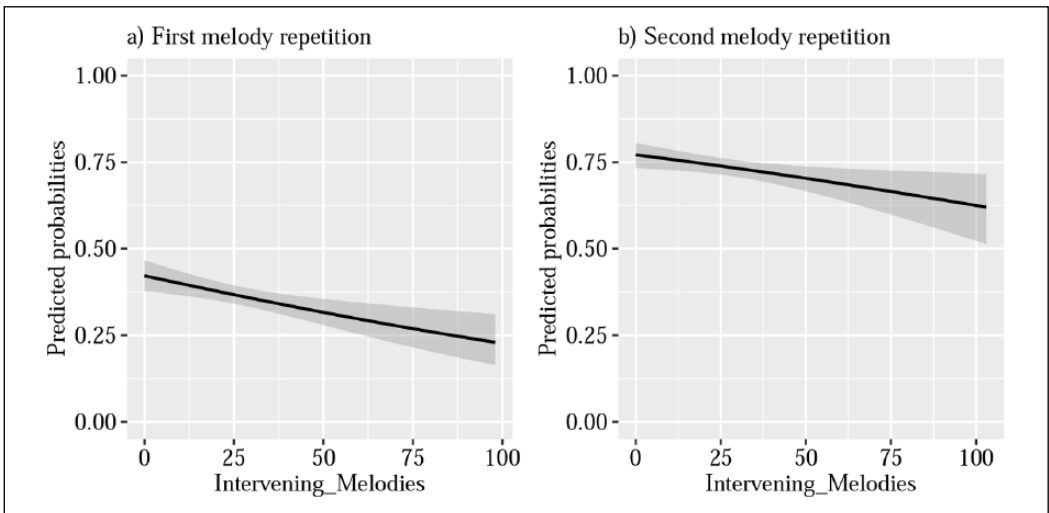 a) First melody repetition
1.00
0.75
0.50
0.25
0.00
Predicted probabilities
0 25 50 75 100
Intervening_Melodies
b) Second melody repetition
1.00
0.75
0.50
0.25
0.00
Predicted probabilities
0 25 50 75 100
Intervening_Melodies